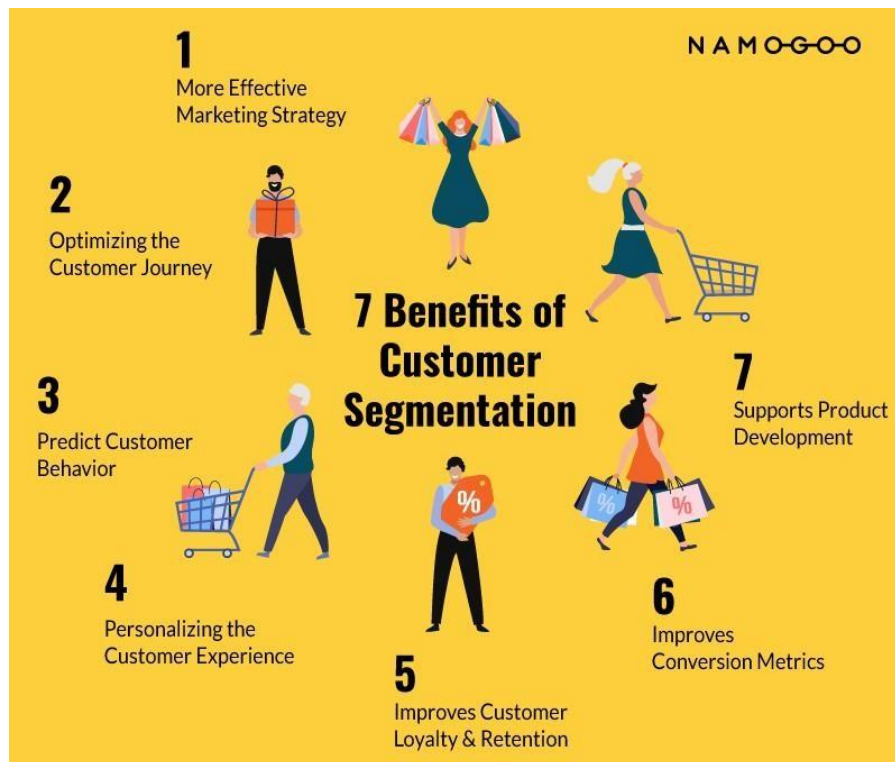 NAMOGOO
1
More Effective
Marketing Strategy
2
Optimizing the
Customer Journey
7 Benefits of
Customer
Segmentation
3
Predict Customer
Behavior
7
Supports Product
Development
%
% %
4
Personalizing the
Customer Experience
5
Improves Customer
Loyalty & Retention
6
Improves
Conversion Metrics